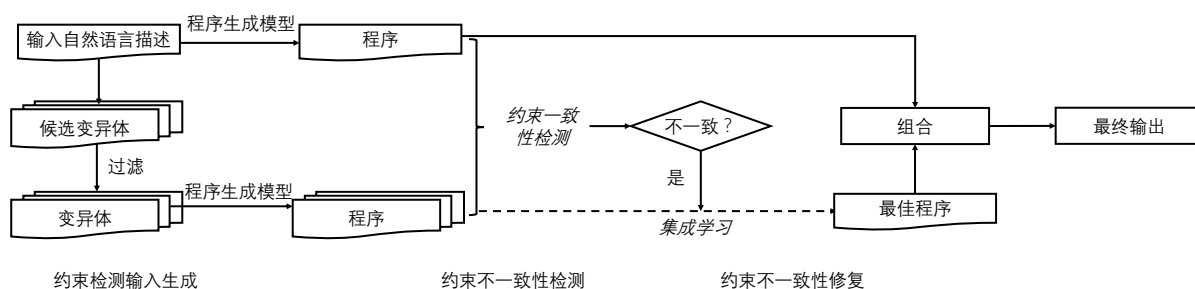 程序生成模型
输入自然语言描述
程序
候选变异体
约束一致
性检测
不一致？
组合
最终输出
过滤
是
程序生成模型
变异体
程序
集成学习
最佳程序
约束检测输入生成
约束不一致性检测
约束不一致性修复